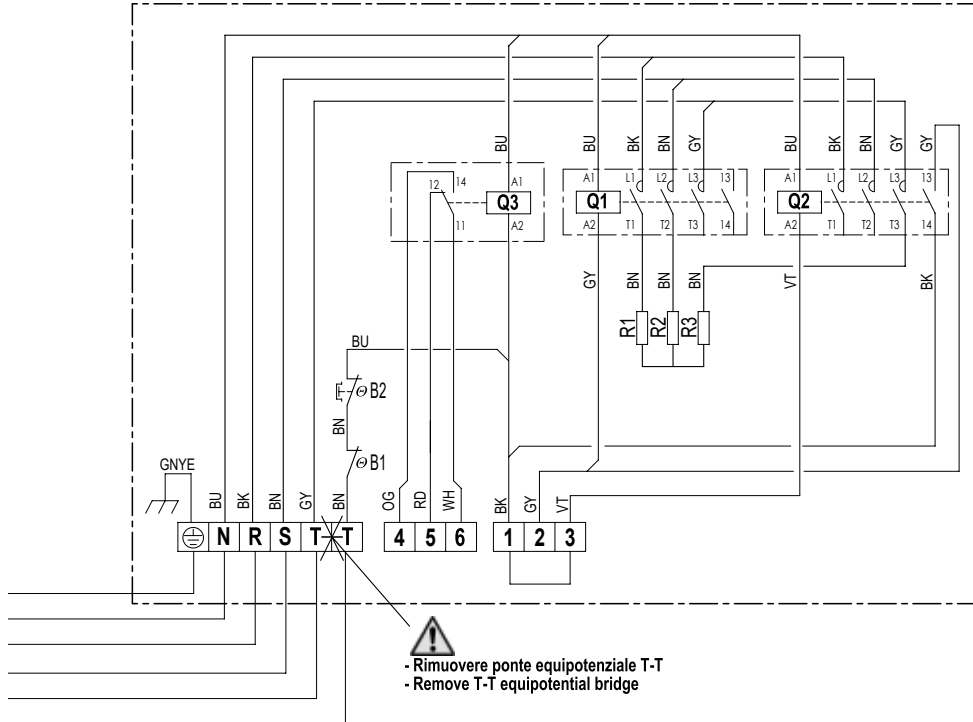 BU BU BK BN GY BU BK BN GY GY
14 A1 A1 L1 L2 L3 13 A1 L1 L2 L3 13
12
Q3 Q1 Q2
11 A2 A2 T1 T2 T3 14 A2 T1 T2 T3 14
GY BN BN BN VT BK
R1 R2 R3
BU
B2
BN
B1
GNYE
BU BK BN GY BN OG RD WH BK GY VT
N R S T T 4 5 6 1 2 3
- Rimuovere ponte equipotenziale T-T
- Remove T-T equipotential bridge